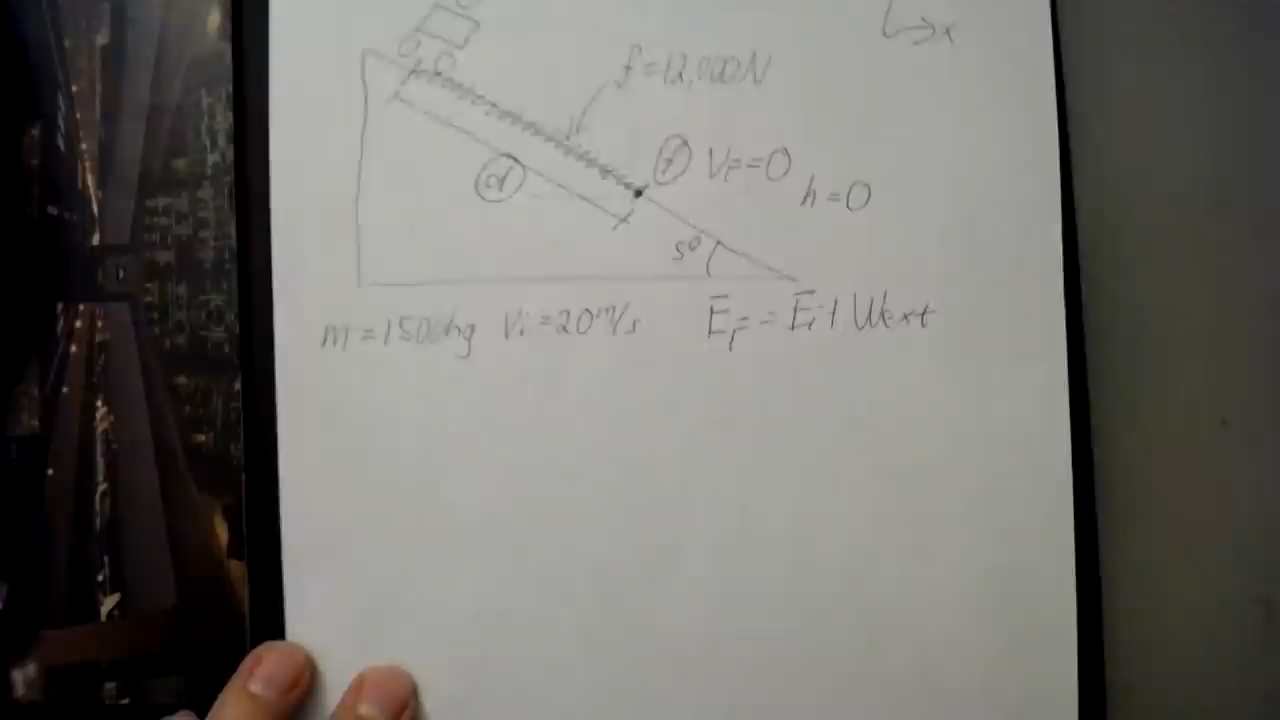 x
f=12,000N
f VF=0
h=0
d
5°
m=1500kg Vi=20m/s EF=Ei+Wext